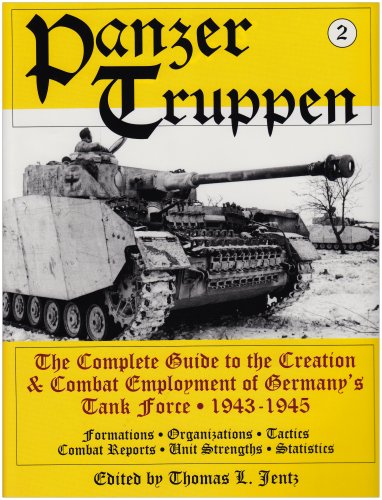 Panzer
2
Truppen
The Complete Guide to the Creation
& Combat Employment of Germany's
Tank Force • 1943-1945
Formations • Organizations • Tactics
Combat Reports • Unit Strengths • Statistics
Edited by Thomas L. Jentz